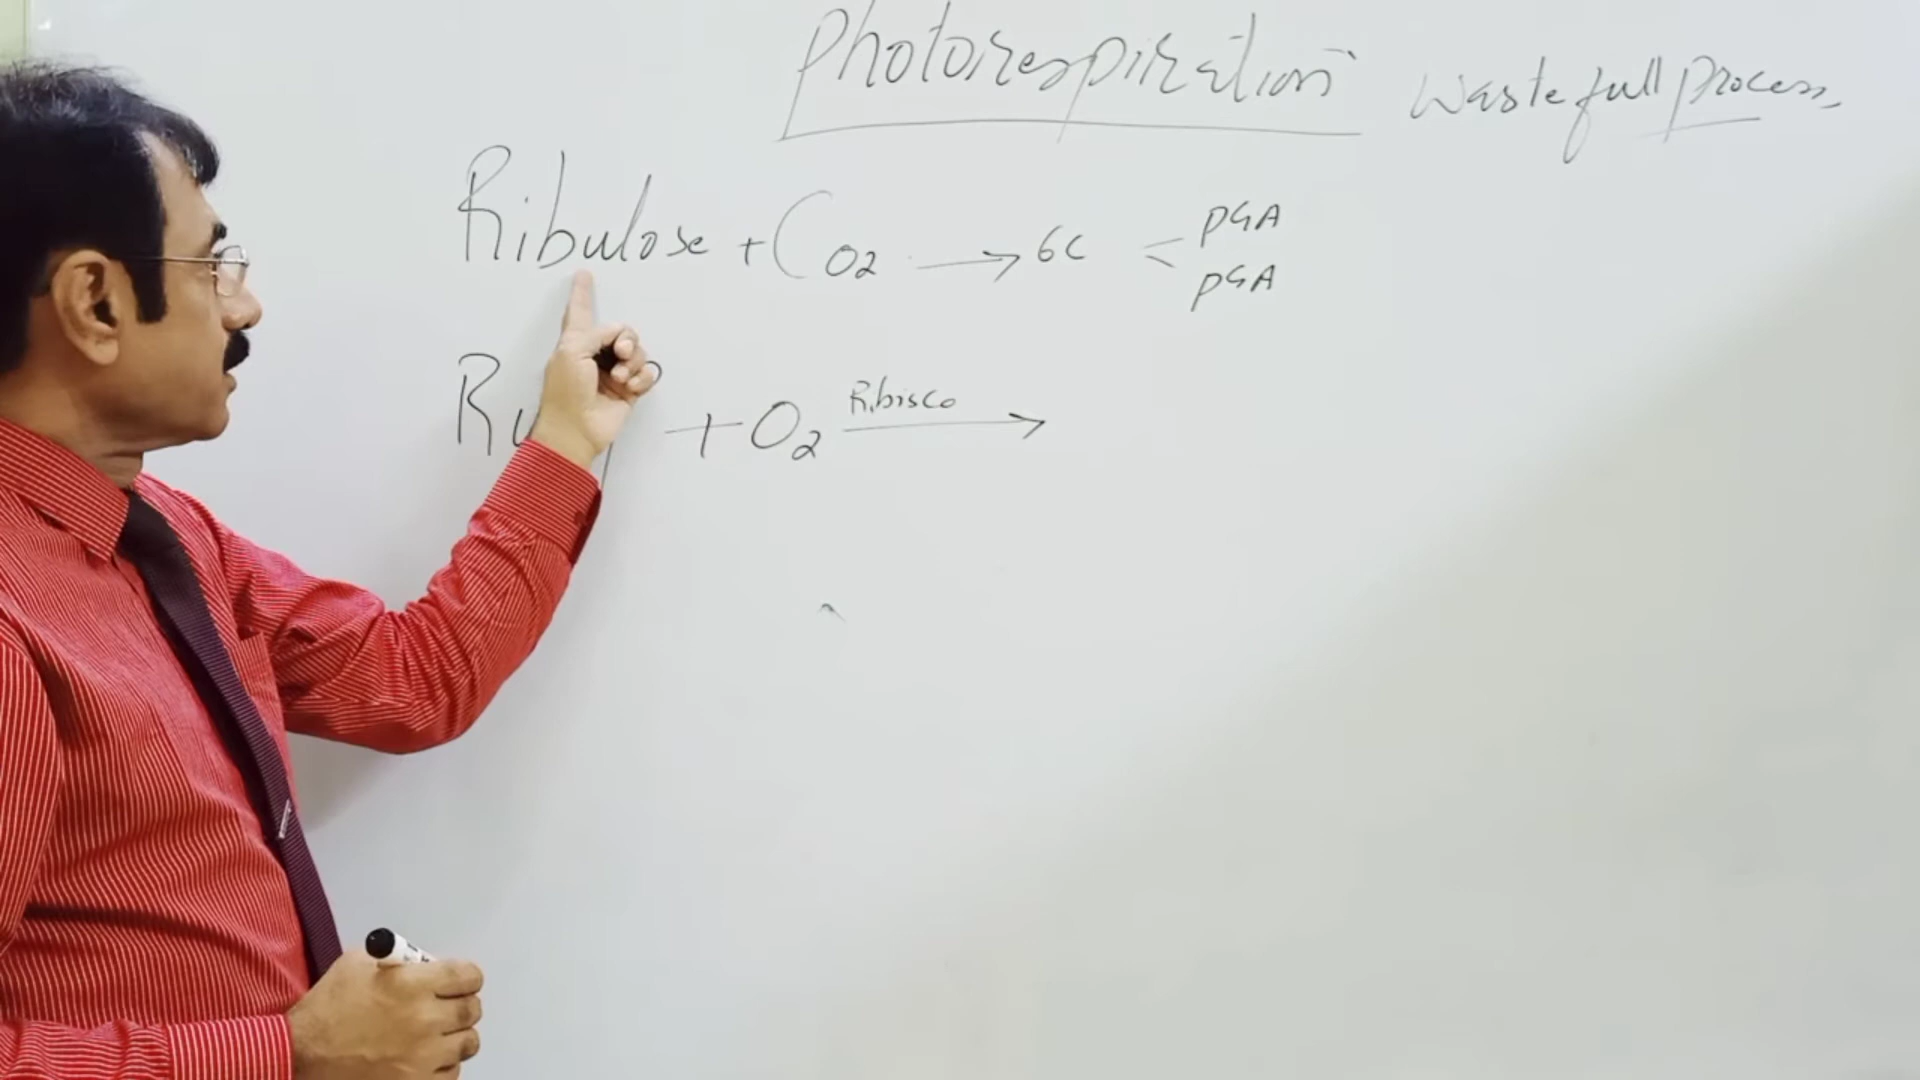 Photorespiration Wastefull process
Ribulose + CO2 → 6C < PGA
PGA
+ O2 Ribisco →